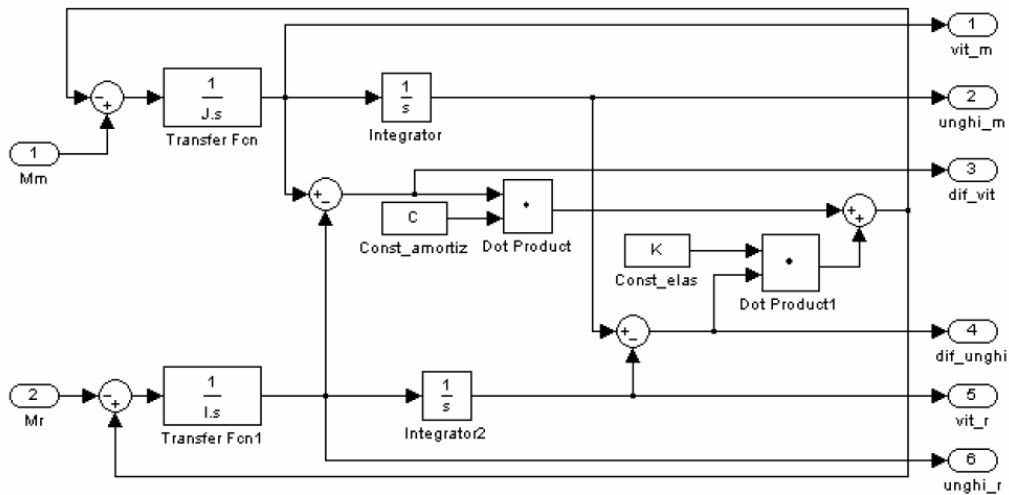 1
vit_m
1
J.s
Transfer Fcn
1
s
Integrator
2
unghi_m
1
Mm
3
dif_vit
C
Const_amortiz
Dot Product
K
Const_elas
Dot Product1
4
dif_unghi
2
Mr
1
I.s
Transfer Fcn1
1
s
Integrator2
5
vit_r
6
unghi_r